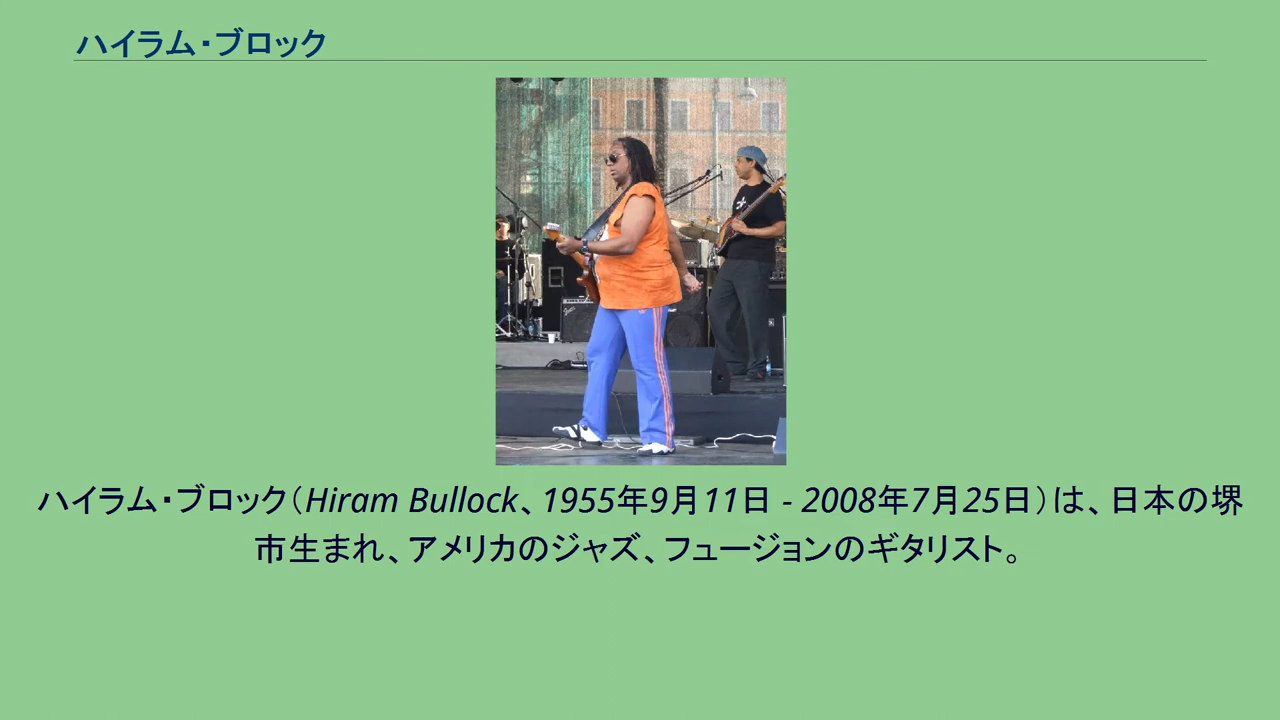 ハイラム・ブロック
ハイラム・ブロック（Hiram Bullock、1955年9月11日 - 2008年7月25日）は、日本の堺
市生まれ、アメリカのジャズ、フュージョンのギタリスト。